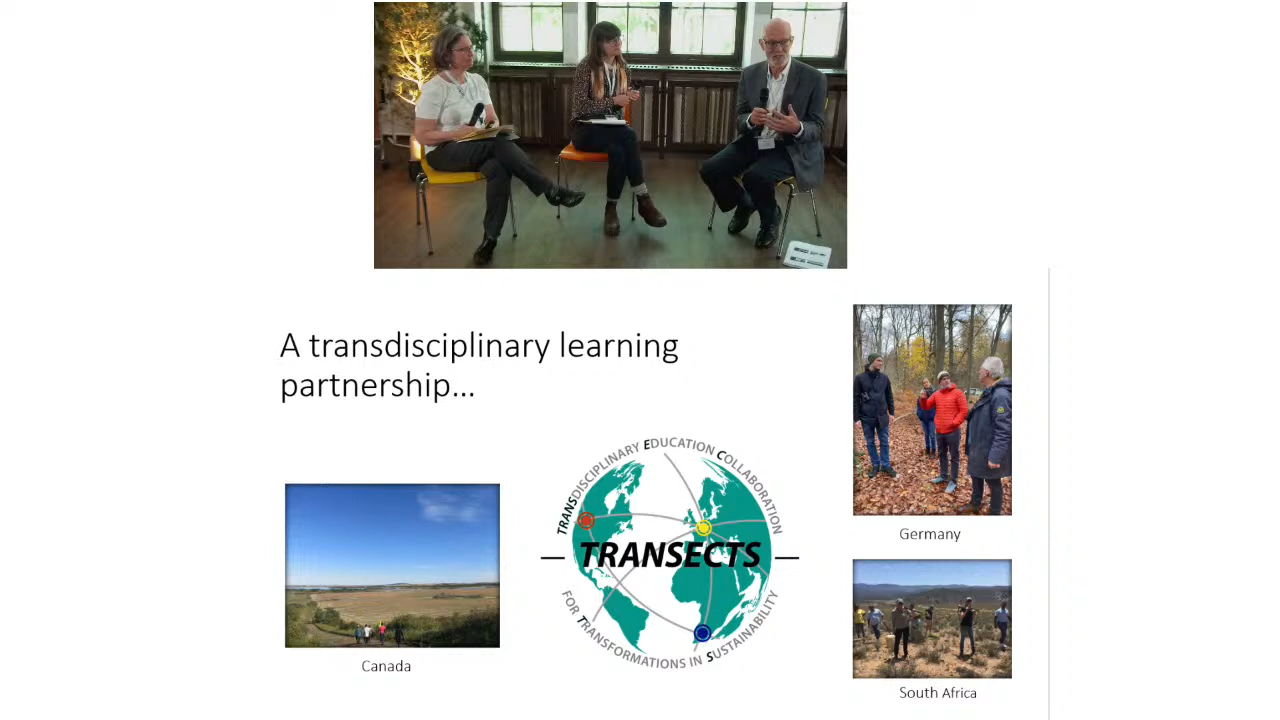 A transdisciplinary learning
partnership...
TRANSDISCIPLINARY EDUCATION COLLABORATION
TRANSECTS
FOR TRANSFORMATIONS IN SUSTAINABILITY
Germany
Canada
South Africa